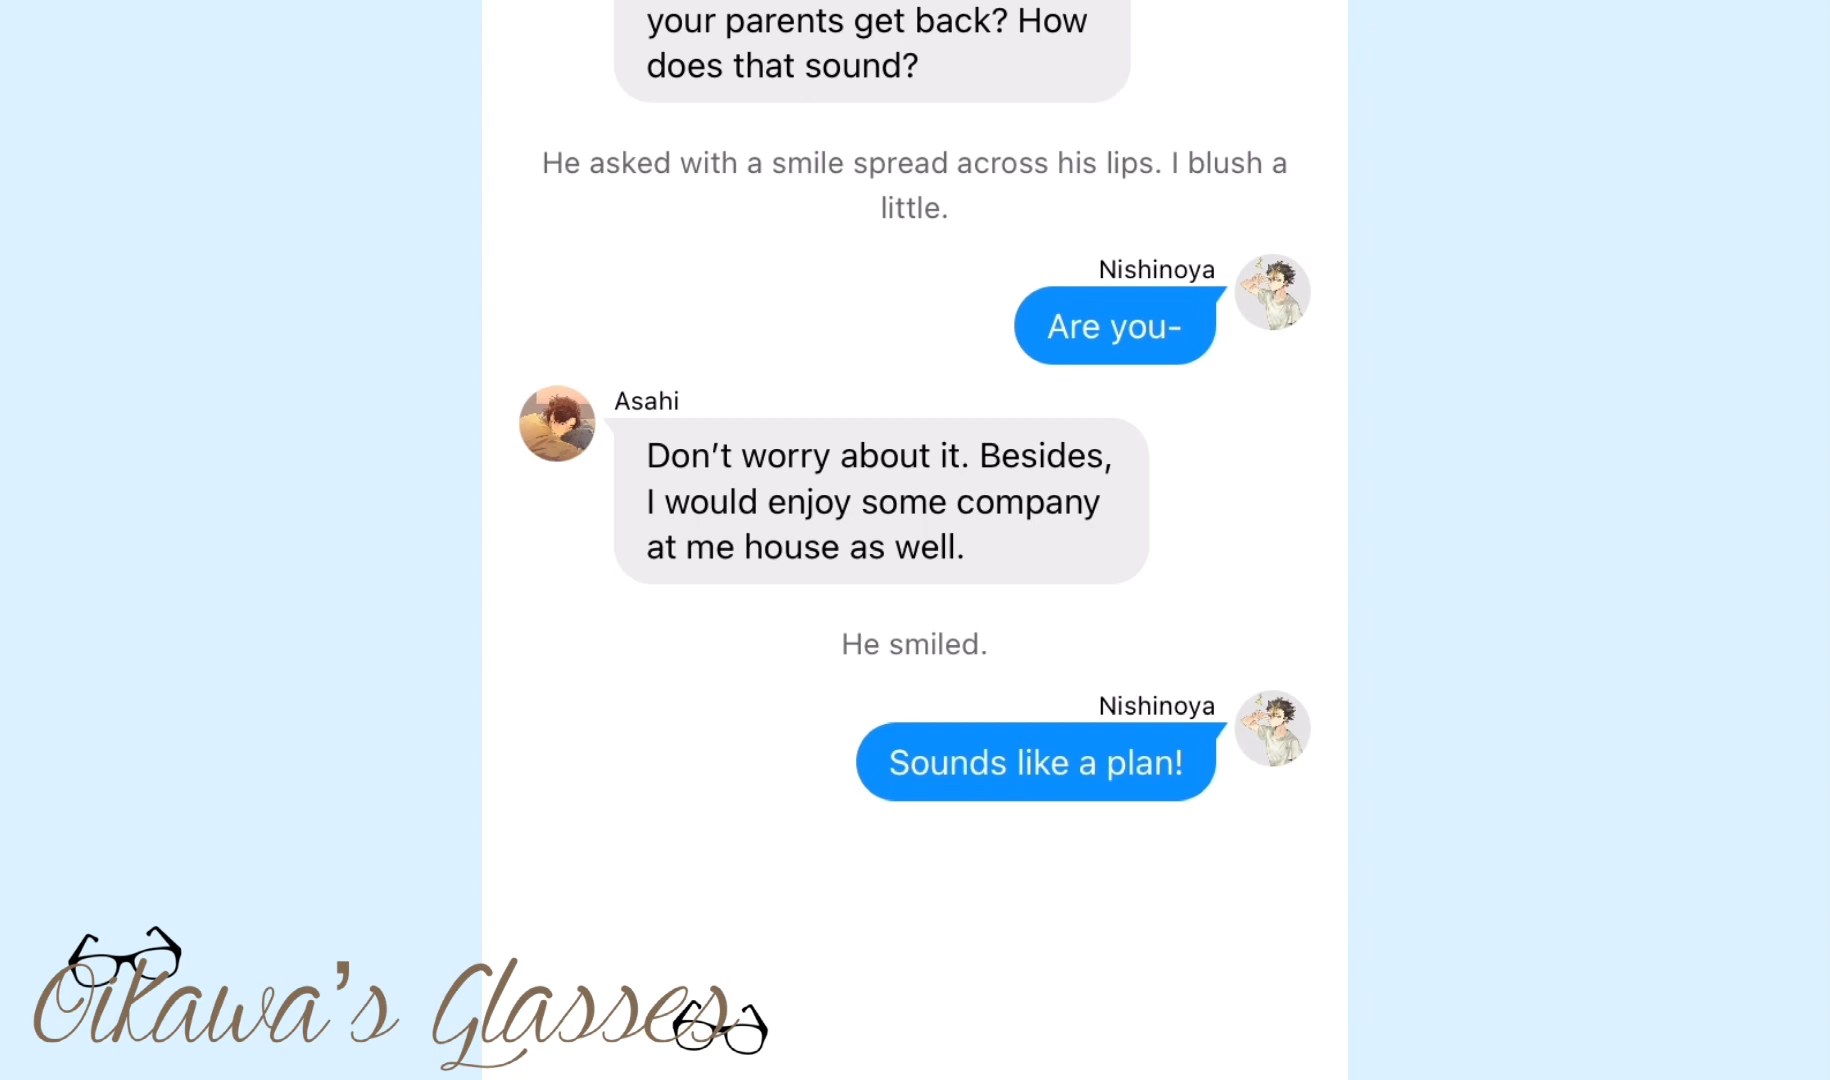 your parents get back? How
does that sound?
He asked with a smile spread across his lips. I blush a
little.
Nishinoya
Are you-
Asahi
Don’t worry about it. Besides,
I would enjoy some company
at me house as well.
He smiled.
Nishinoya
Sounds like a plan!
Oikawa’s Glasses